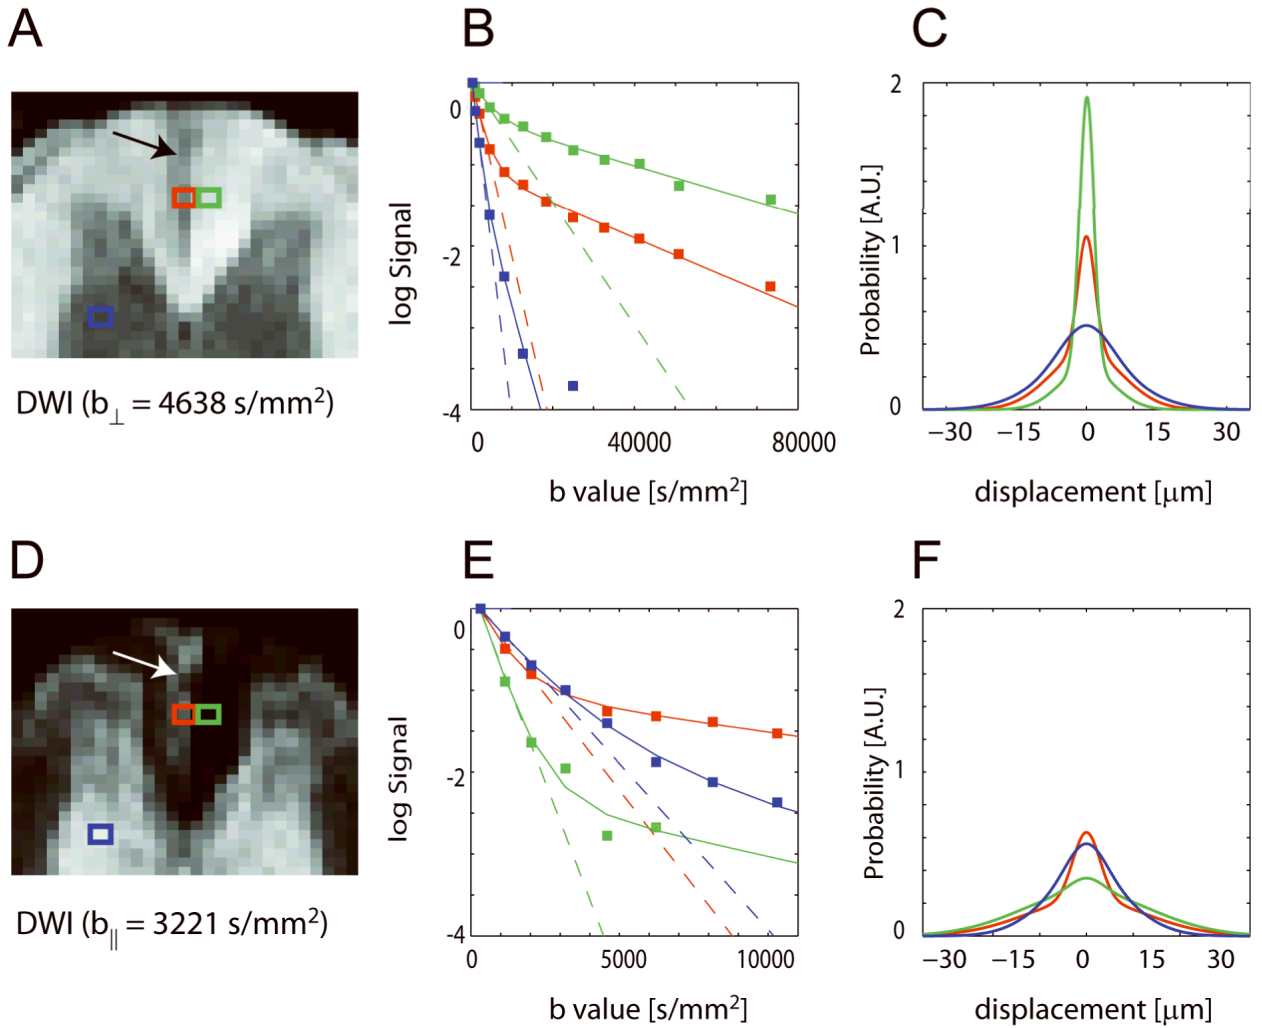 A
B
C
DWI (b⊥ = 4638 s/mm²)
log Signal
0
-2
-4
0
40000
80000
b value [s/mm²]
Probability [A.U.]
2
1
0
−30
−15
0
15
30
displacement [μm]
D
E
F
DWI (b|| = 3221 s/mm²)
log Signal
0
-2
-4
0
5000
10000
b value [s/mm²]
Probability [A.U.]
2
1
0
−30
−15
0
15
30
displacement [μm]